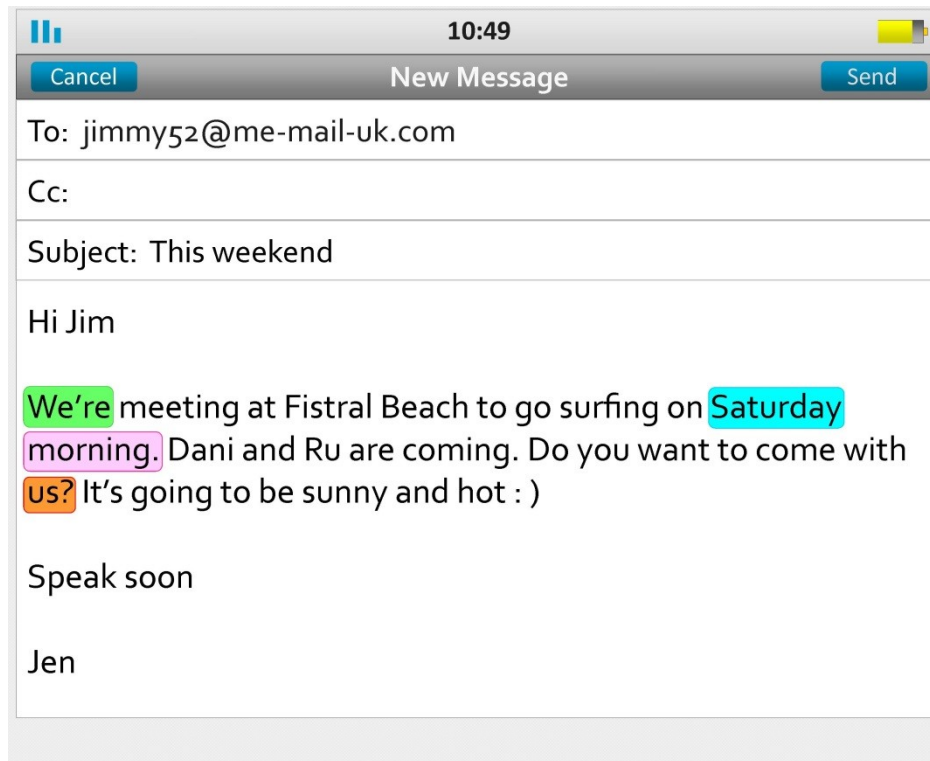 10:49
Cancel New Message Send
To: jimmy52@me-mail-uk.com
Cc:
Subject: This weekend
Hi Jim
We're meeting at Fistral Beach to go surfing on Saturday
morning. Dani and Ru are coming. Do you want to come with
us? It's going to be sunny and hot : )
Speak soon
Jen